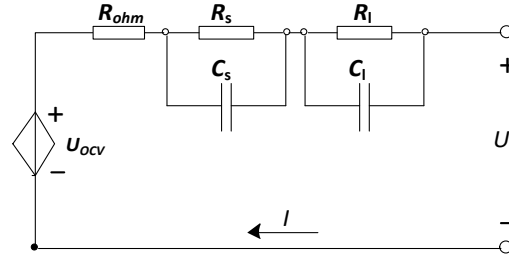 R_ohm R_s R_l
C_s C_l
+ +
U_OCV U
−
−
I